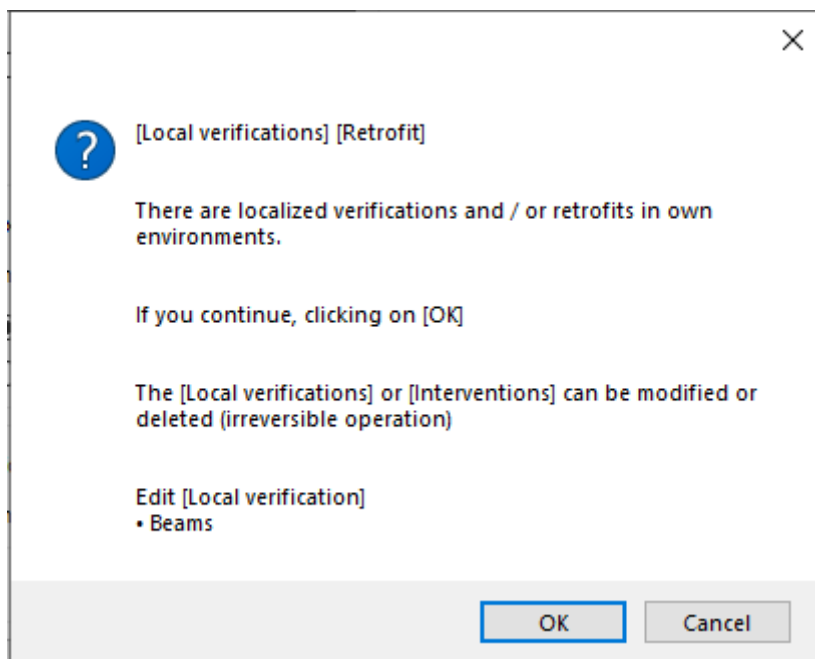 [Local verifications] [Retrofit]
There are localized verifications and / or retrofits in own
environments.
If you continue, clicking on [OK]
The [Local verifications] or [Interventions] can be modified or
deleted (irreversible operation)
Edit [Local verification]
• Beams
OK
Cancel